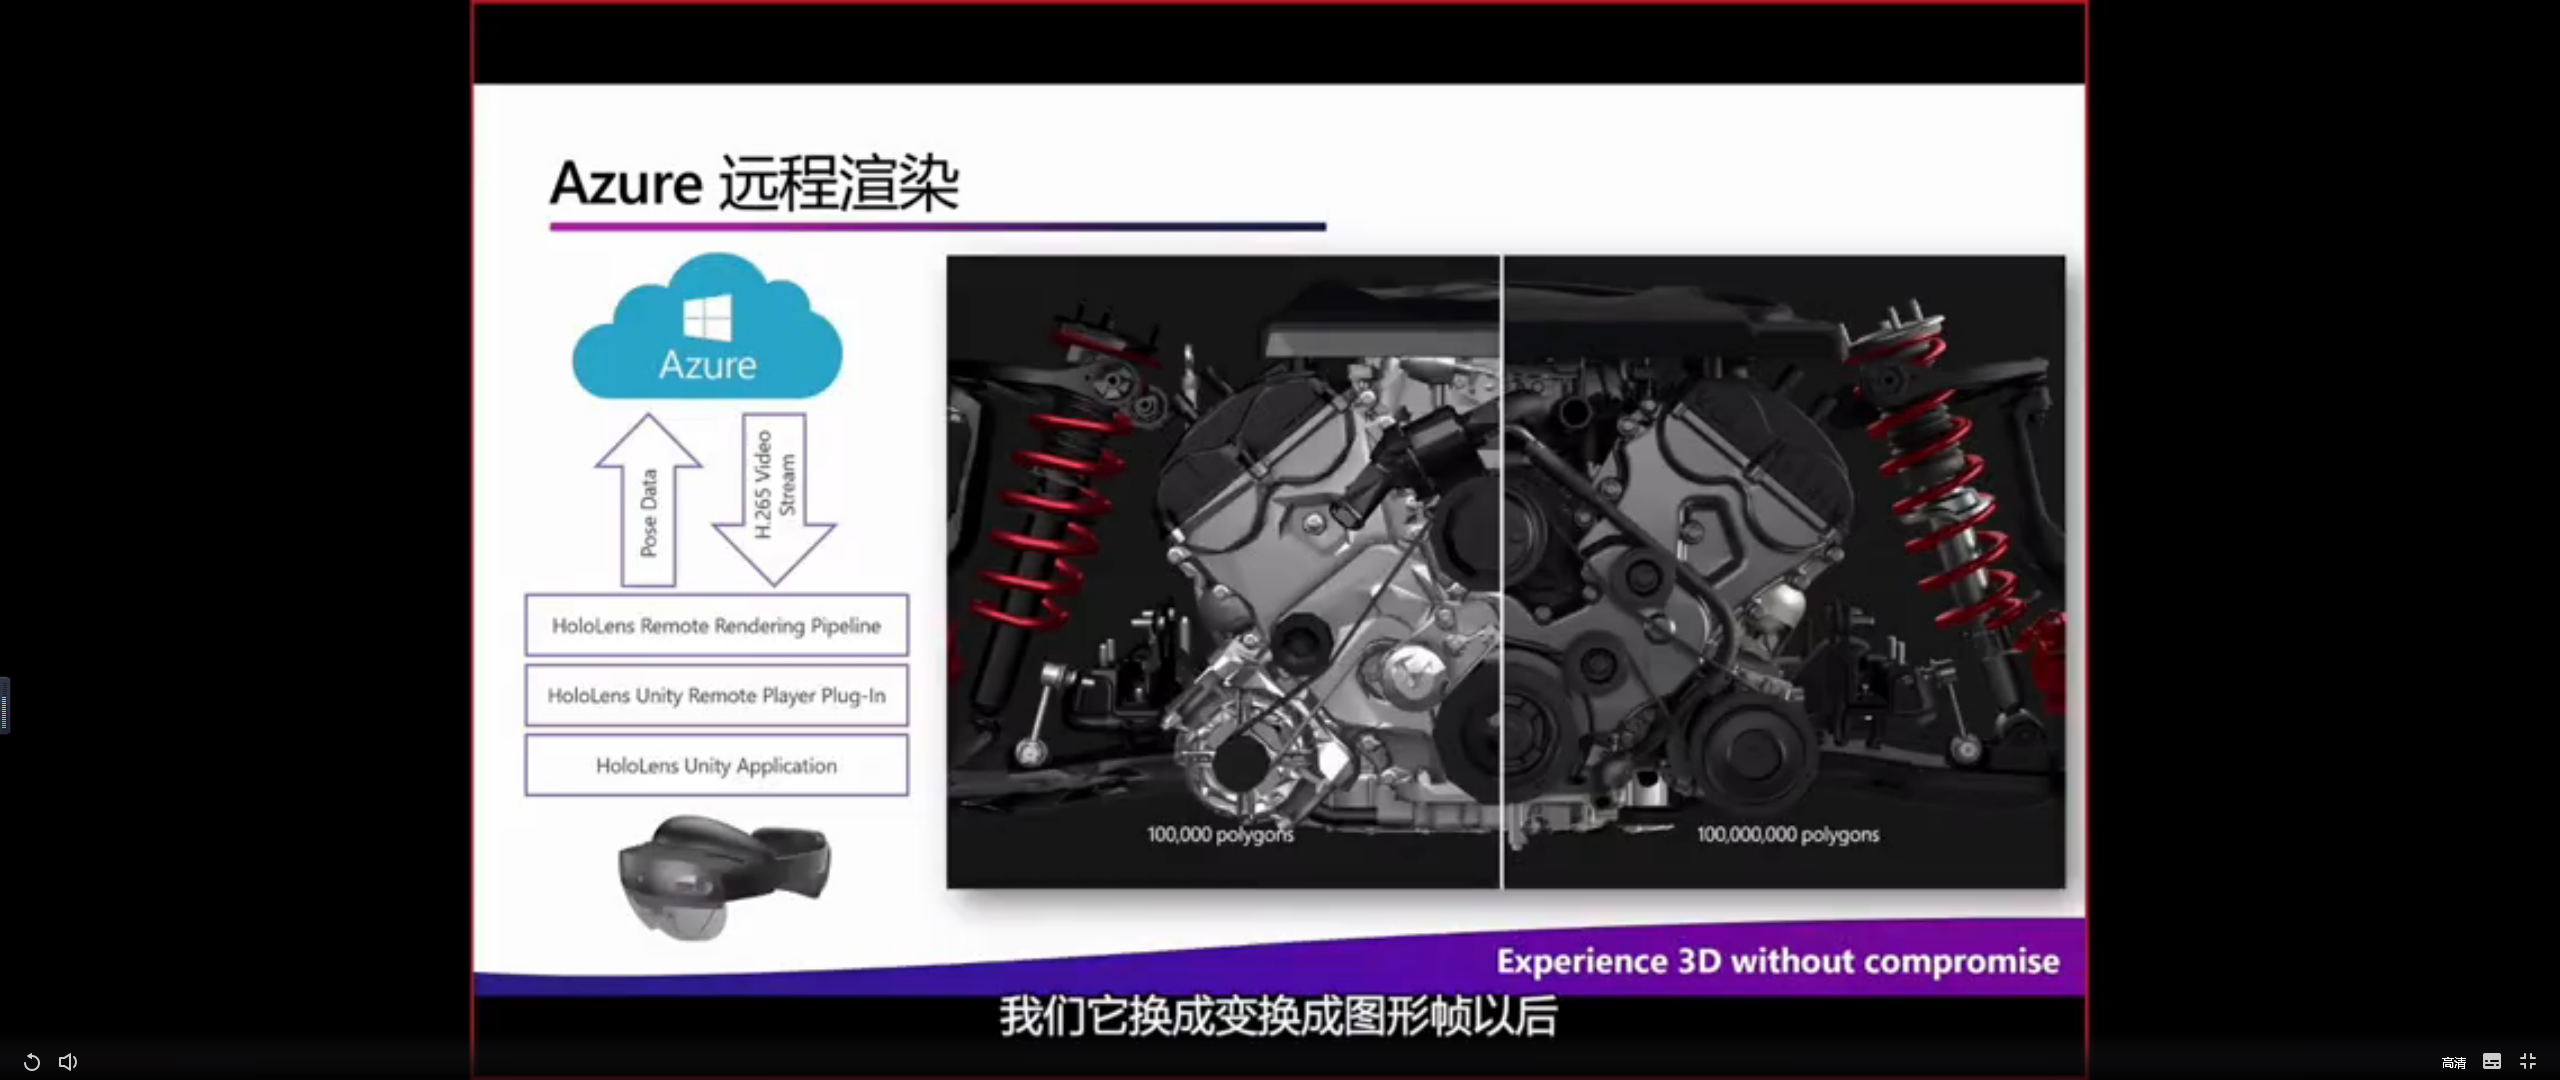 Azure 远程渲染
Azure
Pose Data
H.265 Video
Stream
HoloLens Remote Rendering Pipeline
HoloLens Unity Remote Player Plug-In
HoloLens Unity Application
100,000 polygons
100,000,000 polygons
Experience 3D without compromise
我们它换成变换成图形帧以后
高清